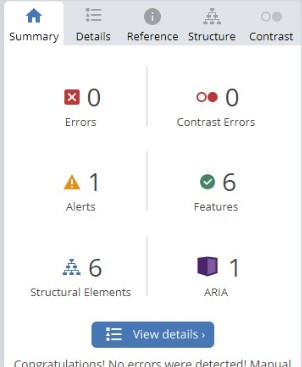 Summary Details Reference Structure Contrast
0 0
Errors Contrast Errors
1 6
Alerts Features
6 1
Structural Elements ARIA
View details ›
Congratulations! No errors were detected! Manual